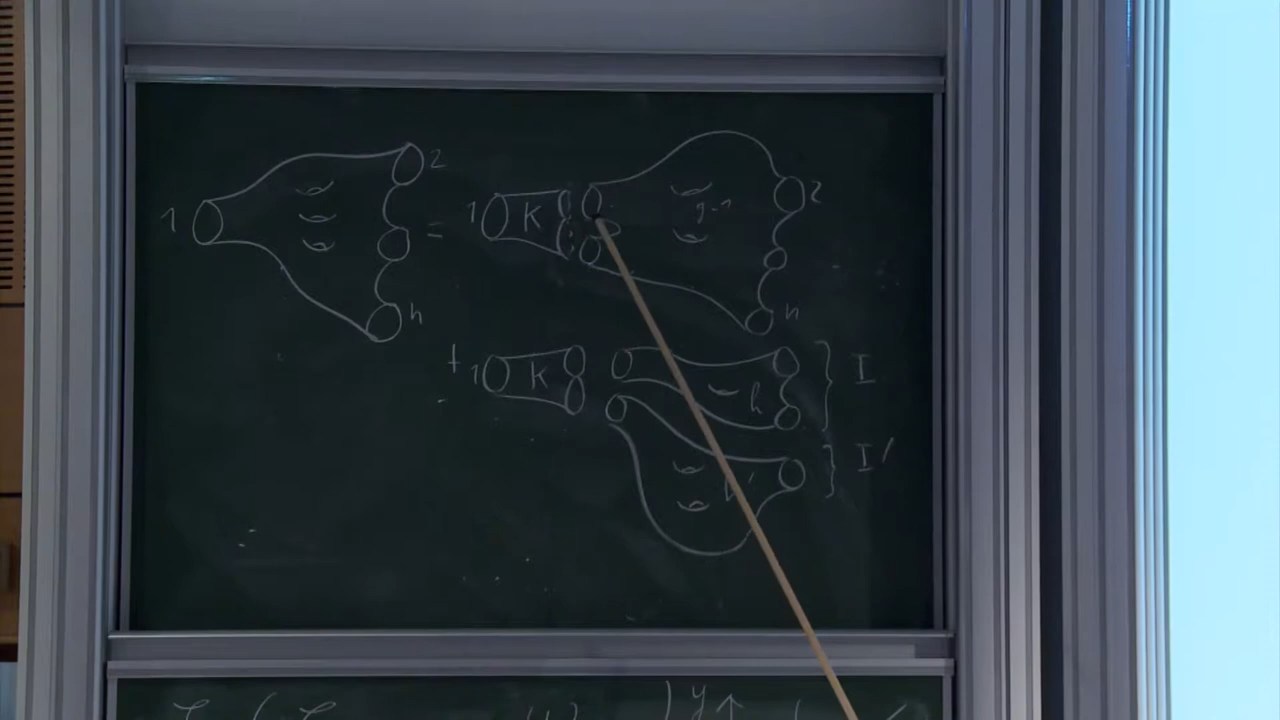 1 2 n = 1 K g-1 2 n
+ 1 K h } I
h' } I'
y ↑